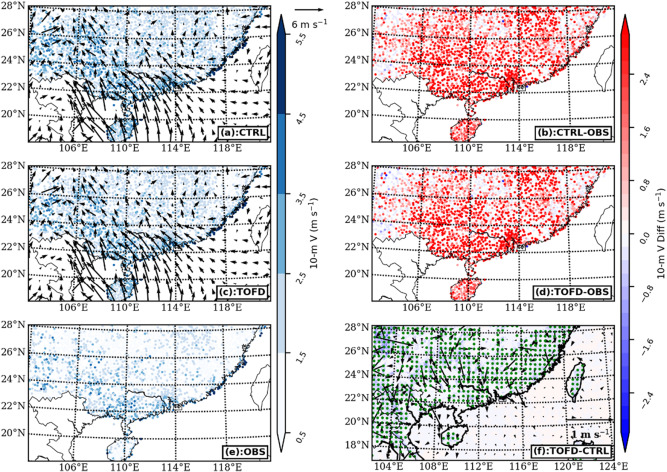 28°N
26°N
24°N
22°N
20°N
106°E
110°E
114°E
118°E
(a):CTRL
6 m s⁻¹
28°N
26°N
24°N
22°N
20°N
106°E
110°E
114°E
118°E
(b):CTRL-OBS
28°N
26°N
24°N
22°N
20°N
106°E
110°E
114°E
118°E
(c):TOFD
28°N
26°N
24°N
22°N
20°N
106°E
110°E
114°E
118°E
(d):TOFD-OBS
28°N
26°N
24°N
22°N
20°N
106°E
110°E
114°E
118°E
(e):OBS
5.5
4.5
3.5
2.5
1.5
0.5
10-m V (m s⁻¹)
28°N
26°N
24°N
22°N
20°N
18°N
104°E
108°E
112°E
116°E
120°E
124°E
1 m s⁻¹
(f):TOFD-CTRL
2.4
1.6
0.8
0.0
−0.8
−1.6
−2.4
10-m V Diff (m s⁻¹)